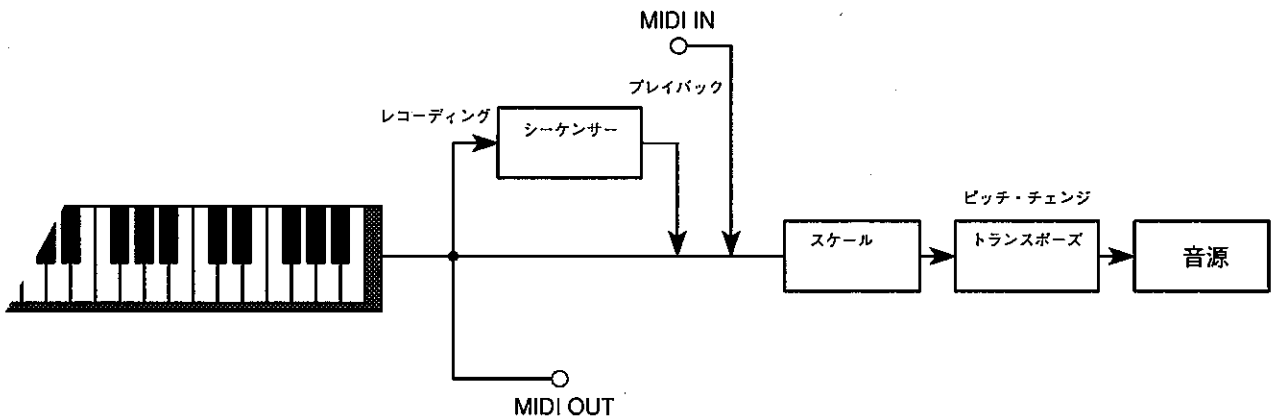 MIDI IN
プレイバック
レコーディング
シーケンサー
ピッチ・チェンジ
スケール
トランスポーズ
音源
MIDI OUT